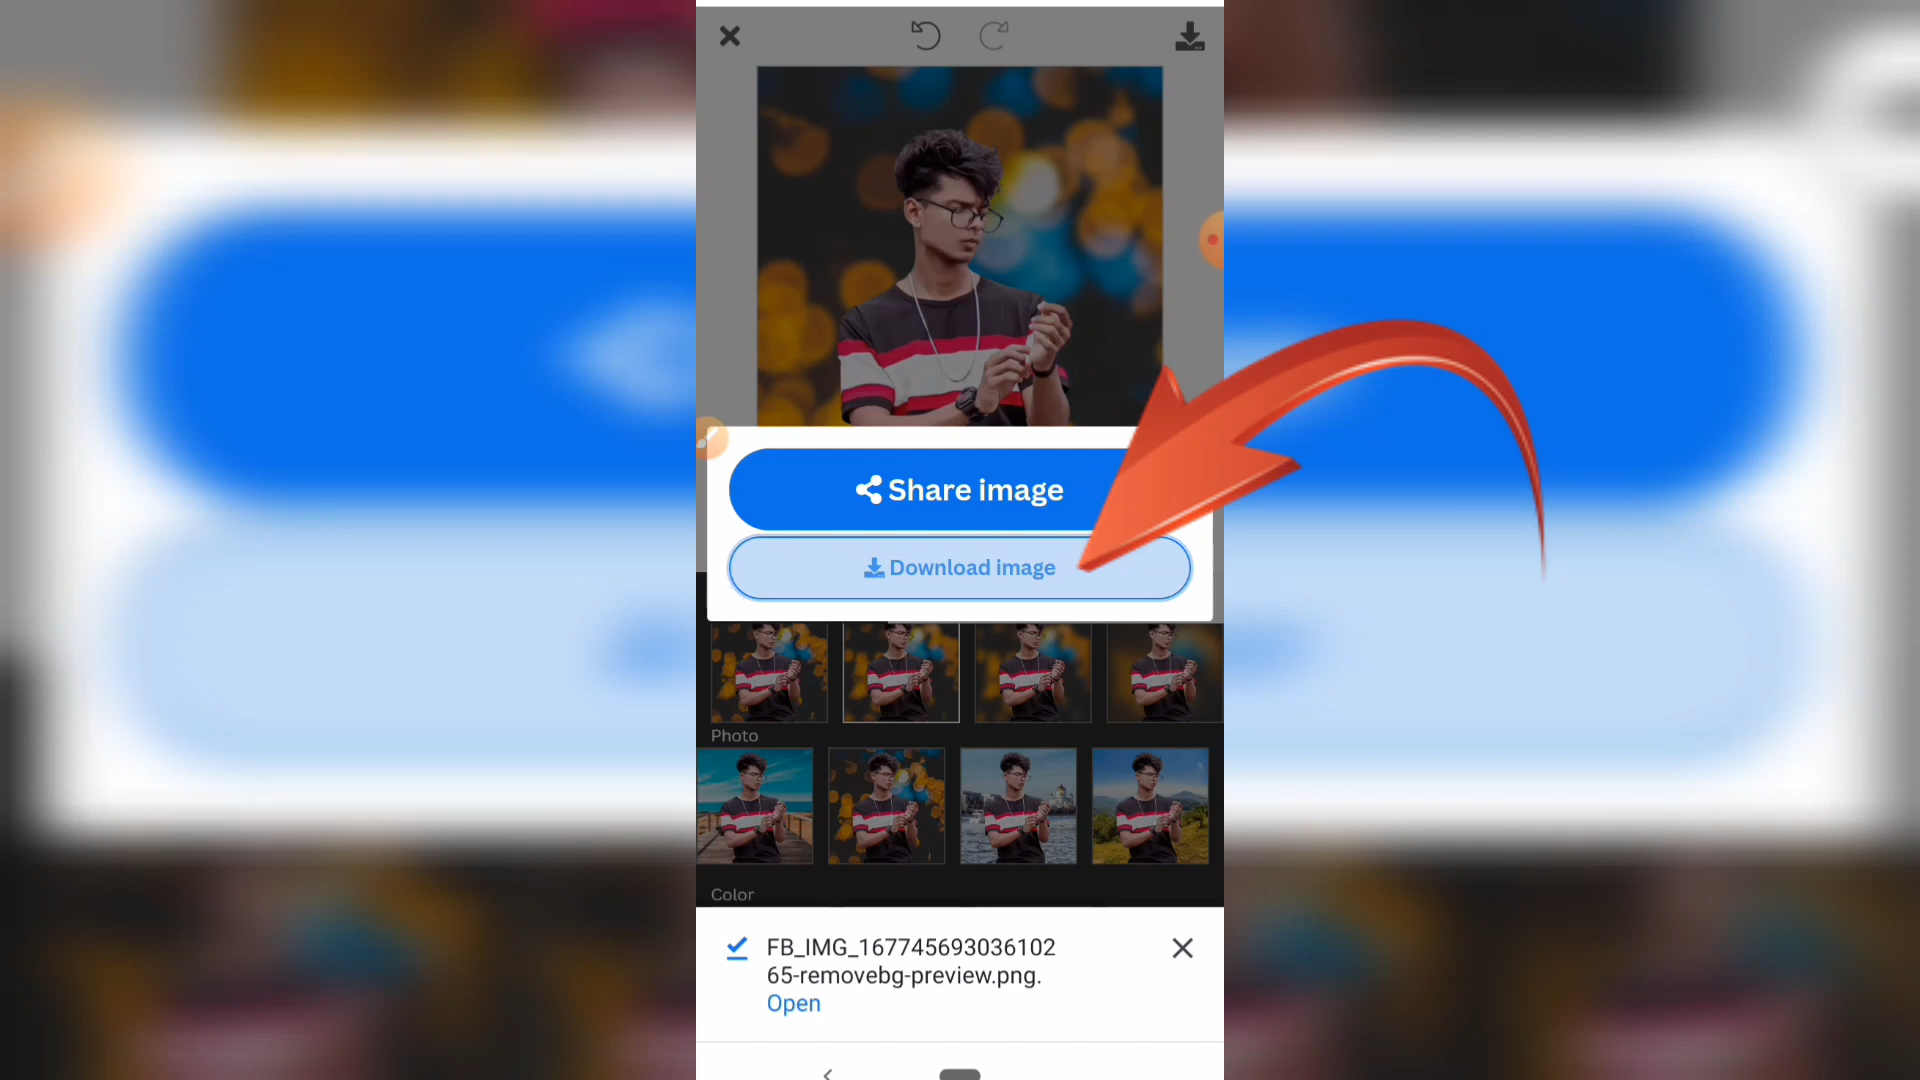 Share image
Download image
Photo
Color
FB_IMG_167745693036102
65-removebg-preview.png.
Open